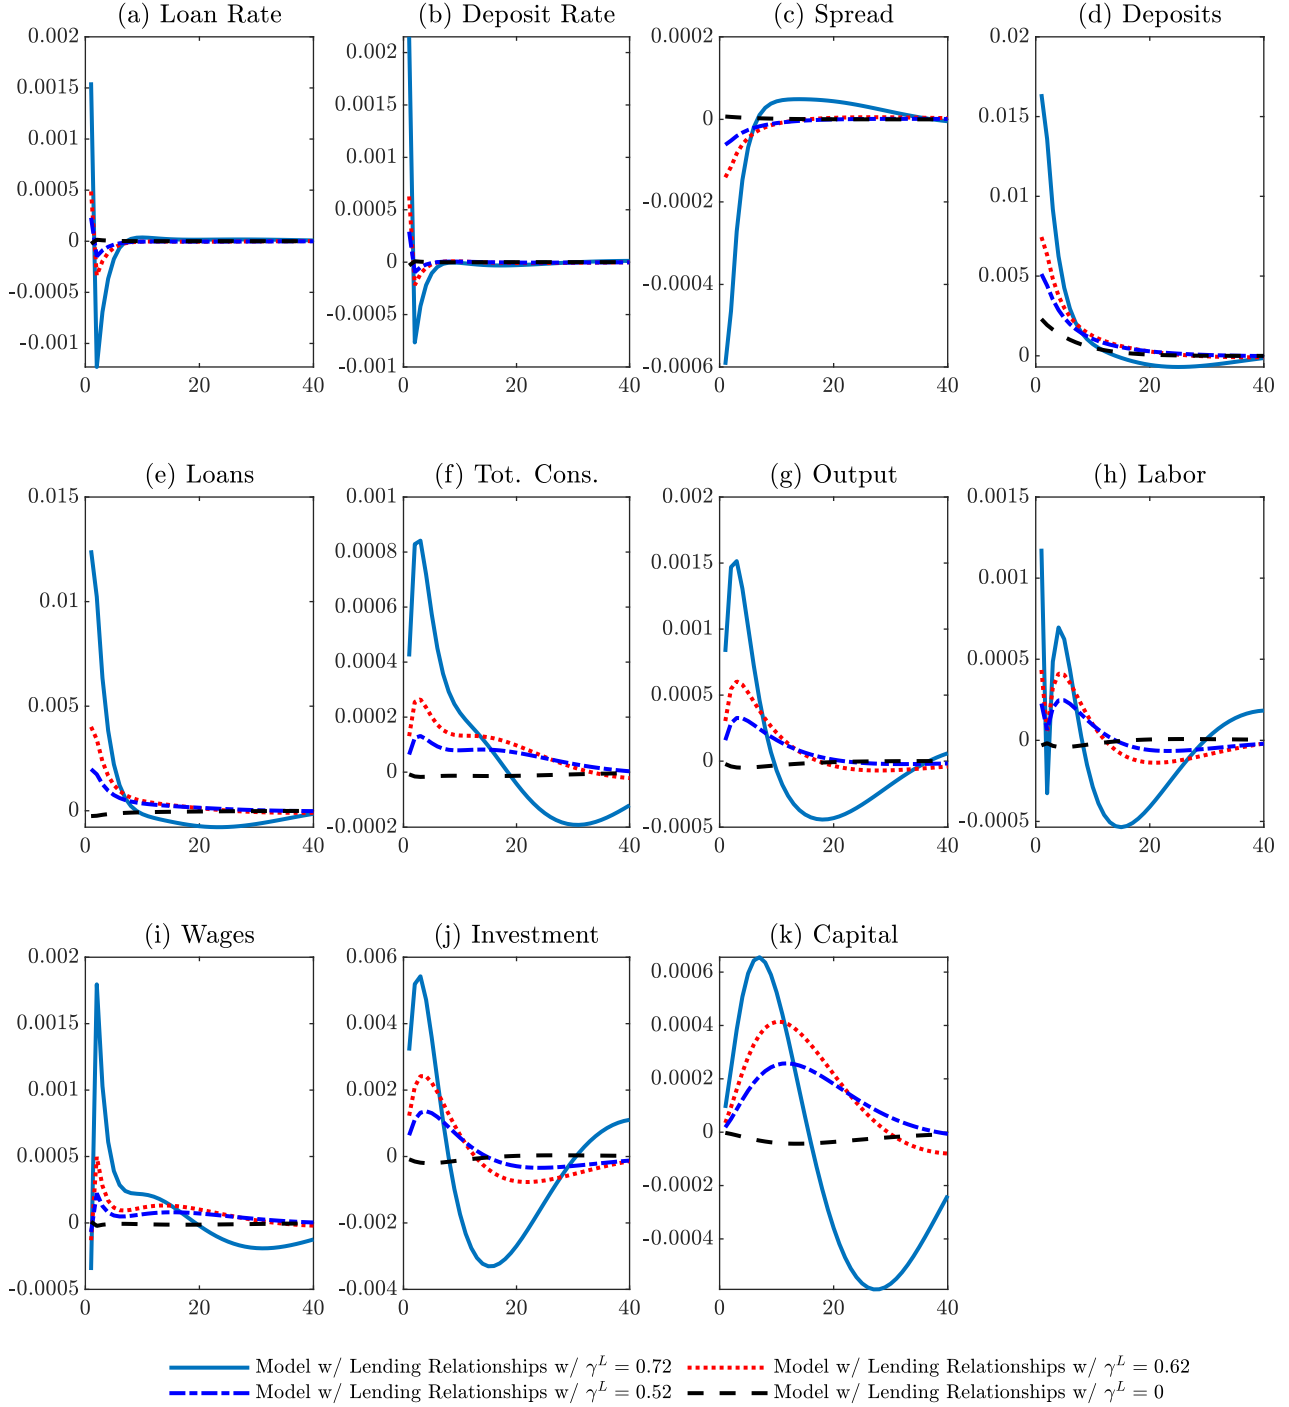 (a) Loan Rate
0.002
0.0015
0.001
0.0005
0
-0.0005
-0.001
0 20 40
(b) Deposit Rate
0.002
0.0015
0.001
0.0005
0
-0.0005
-0.001
0 20 40
(c) Spread
0.0002
0
-0.0002
-0.0004
-0.0006
0 20 40
(d) Deposits
0.02
0.015
0.01
0.005
0
0 20 40
(e) Loans
0.015
0.01
0.005
0
0 20 40
(f) Tot. Cons.
0.001
0.0008
0.0006
0.0004
0.0002
0
-0.0002
0 20 40
(g) Output
0.002
0.0015
0.001
0.0005
0
-0.0005
0 20 40
(h) Labor
0.0015
0.001
0.0005
0
-0.0005
0 20 40
(i) Wages
0.002
0.0015
0.001
0.0005
0
-0.0005
0 20 40
(j) Investment
0.006
0.004
0.002
0
-0.002
-0.004
0 20 40
(k) Capital
0.0006
0.0004
0.0002
0
-0.0002
-0.0004
0 20 40
Model w/ Lending Relationships w/ γ^L = 0.72
Model w/ Lending Relationships w/ γ^L = 0.62
Model w/ Lending Relationships w/ γ^L = 0.52
Model w/ Lending Relationships w/ γ^L = 0